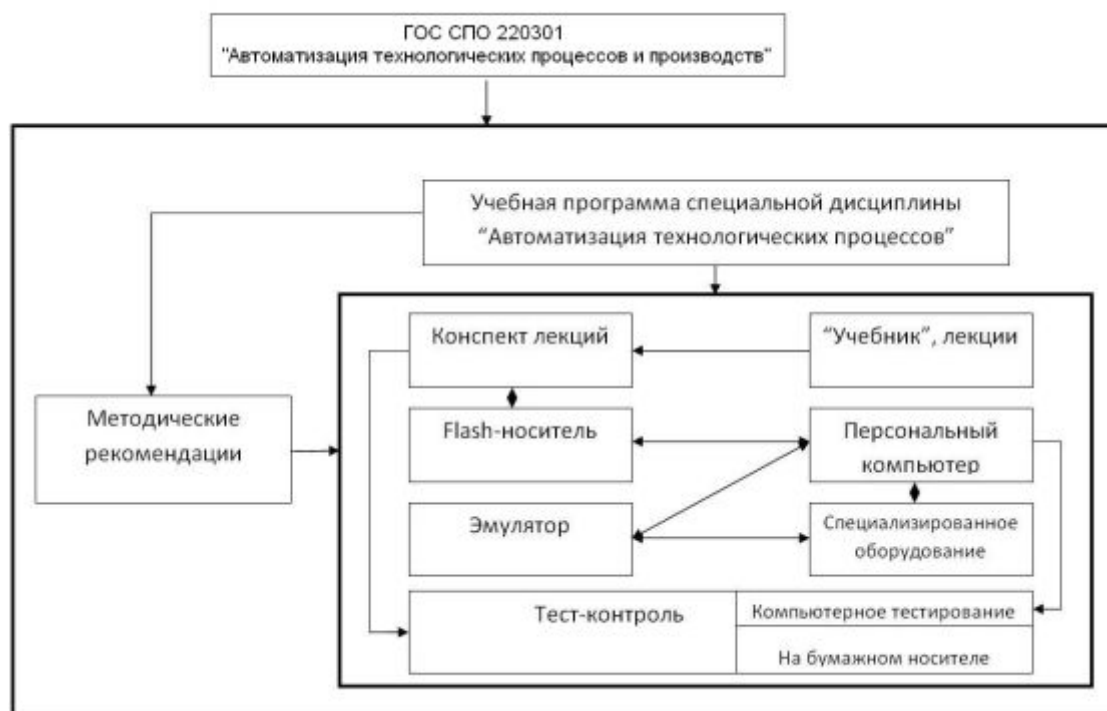 ГОС СПО 220301
"Автоматизация технологических процессов и производств"
Учебная программа специальной дисциплины
“Автоматизация технологических процессов”
Конспект лекций
“Учебник”, лекции
Методические
рекомендации
Flash-носитель
Персональный
компьютер
Эмулятор
Специализированное
оборудование
Тест-контроль
Компьютерное тестирование
На бумажном носителе